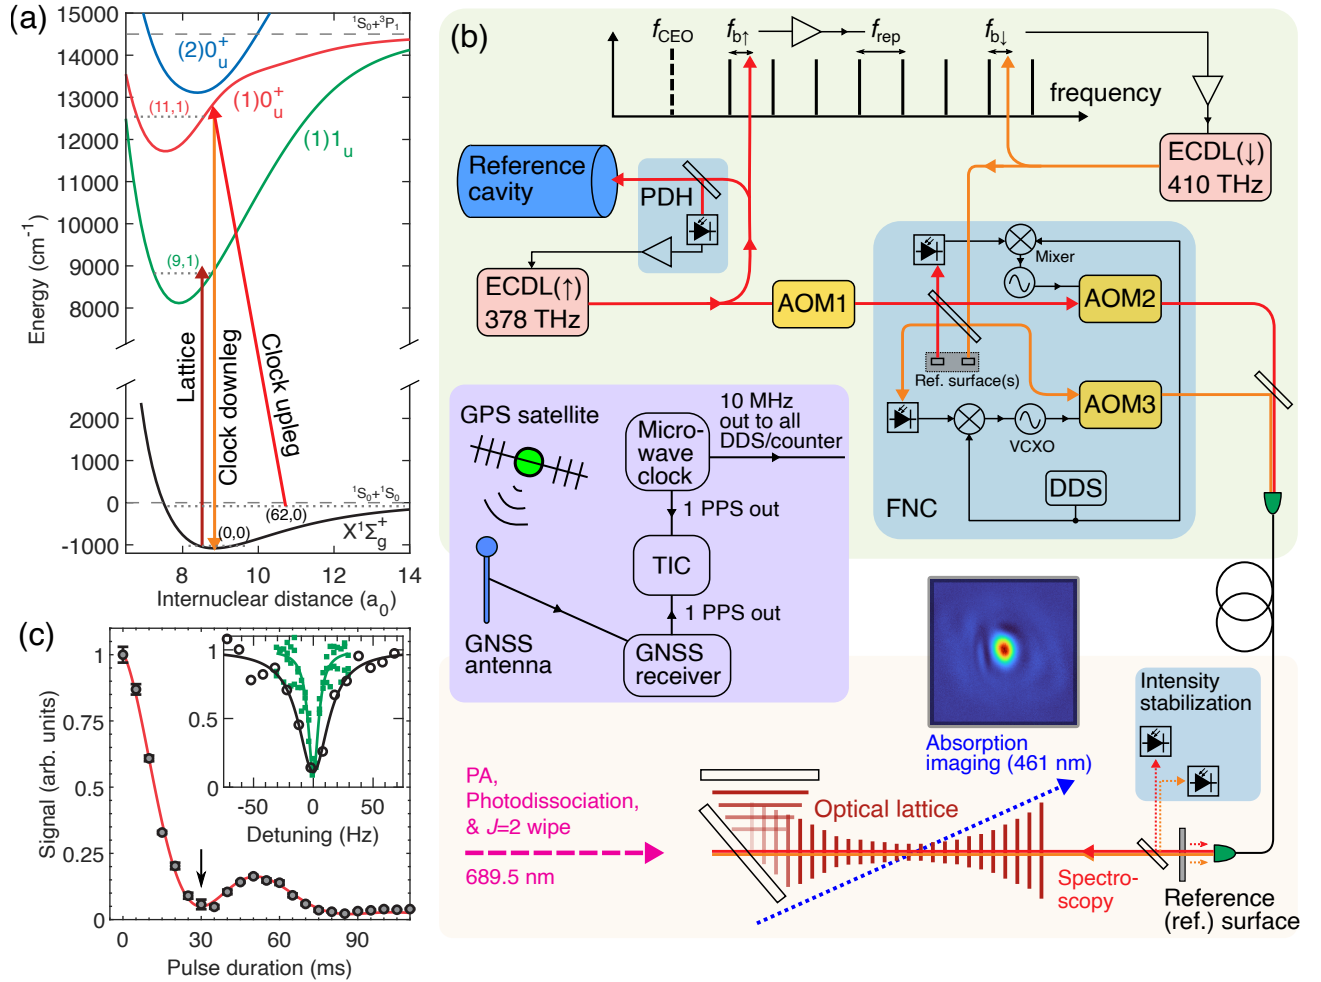 (a)
15000
14000
13000
12000
11000
10000
9000
8000
2000
1000
0
-1000
Energy (cm⁻¹)
8
10
12
14
Internuclear distance (a₀)
¹S₀+³P₁
(2)0ᵤ⁺
(11,1)
(1)0ᵤ⁺
(1)1ᵤ
(9,1)
Lattice
Clock downleg
Clock upleg
¹S₀+¹S₀
(62,0)
(0,0)
X¹Σg⁺
(b)
f_CEO
f_b↑
f_rep
f_b↓
frequency
Reference
cavity
PDH
ECDL(↑)
378 THz
ECDL(↓)
410 THz
AOM1
Mixer
AOM2
Ref. surface(s)
AOM3
VCXO
DDS
FNC
GPS satellite
Micro-
wave
clock
10 MHz
out to all
DDS/counter
1 PPS out
TIC
1 PPS out
GNSS
antenna
GNSS
receiver
Absorption
imaging (461 nm)
Intensity
stabilization
PA,
Photodissociation,
& J=2 wipe
689.5 nm
Optical lattice
Spectro-
scopy
Reference
(ref.) surface
(c)
1
0.75
0.5
0.25
0
Signal (arb. units)
0
30
60
90
Pulse duration (ms)
1
0.5
0
-50
0
50
Detuning (Hz)